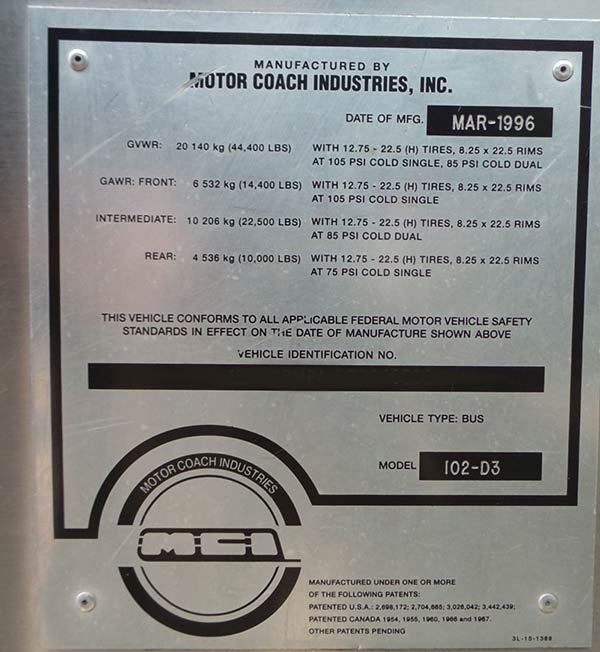 MANUFACTURED BY
MOTOR COACH INDUSTRIES, INC.
DATE OF MFG. MAR-1996
GVWR: 20 140 kg (44,400 LBS) WITH 12.75 - 22.5 (H) TIRES, 8.25 x 22.5 RIMS
AT 105 PSI COLD SINGLE, 85 PSI COLD DUAL
GAWR: FRONT: 6 532 kg (14,400 LBS) WITH 12.75 - 22.5 (H) TIRES, 8.25 x 22.5 RIMS
AT 105 PSI COLD SINGLE
INTERMEDIATE: 10 206 kg (22,500 LBS) WITH 12.75 - 22.5 (H) TIRES, 8.25 x 22.5 RIMS
AT 85 PSI COLD DUAL
REAR: 4 536 kg (10,000 LBS) WITH 12.75 - 22.5 (H) TIRES, 8.25 x 22.5 RIMS
AT 75 PSI COLD SINGLE
THIS VEHICLE CONFORMS TO ALL APPLICABLE FEDERAL MOTOR VEHICLE SAFETY
STANDARDS IN EFFECT ON THE DATE OF MANUFACTURE SHOWN ABOVE
VEHICLE IDENTIFICATION NO.
VEHICLE TYPE: BUS
MODEL 102-D3
MOTOR COACH INDUSTRIES
MCI
MANUFACTURED UNDER ONE OR MORE
OF THE FOLLOWING PATENTS:
PATENTED U.S.A.: 2,698,172; 2,704,685; 3,028,042; 3,442,439;
PATENTED CANADA 1954, 1955, 1960, 1966 and 1967.
OTHER PATENTS PENDING
3L-15-1388